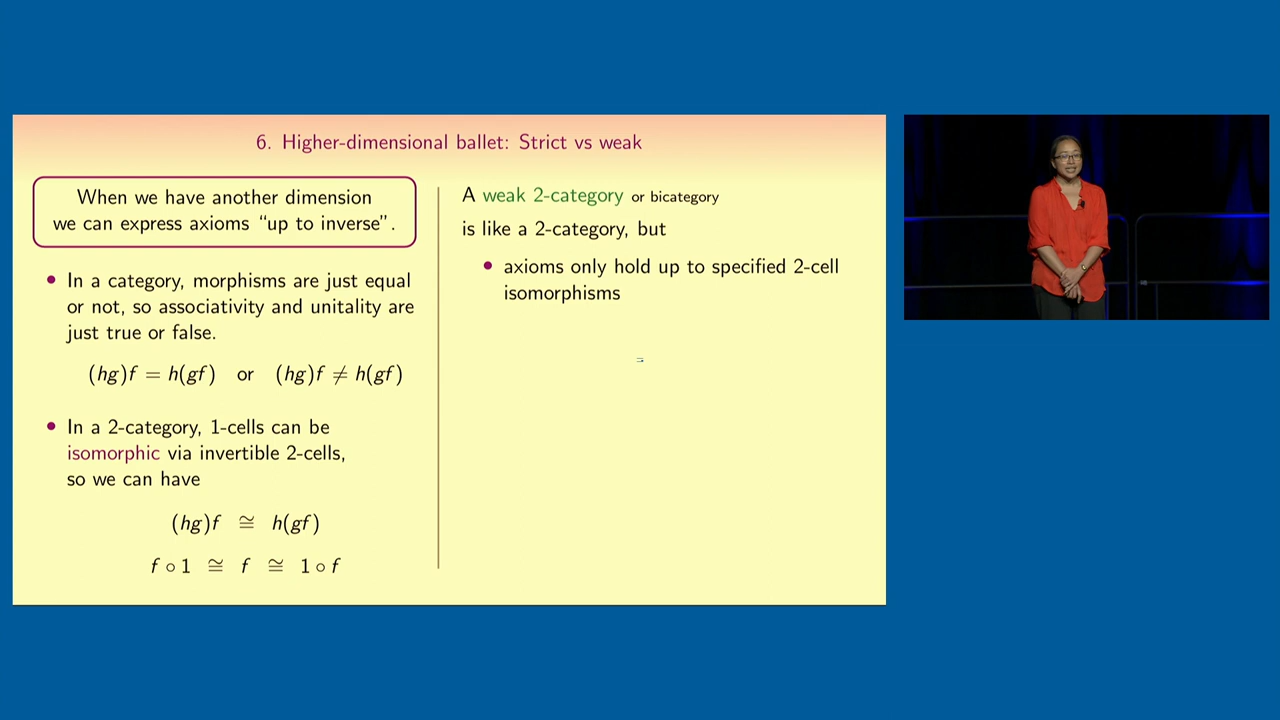 6. Higher-dimensional ballet: Strict vs weak
When we have another dimension
we can express axioms “up to inverse”.
• In a category, morphisms are just equal
or not, so associativity and unitality are
just true or false.
(hg)f = h(gf) or (hg)f ≠ h(gf)
• In a 2-category, 1-cells can be
isomorphic via invertible 2-cells,
so we can have
(hg)f ≅ h(gf)
f ∘ 1 ≅ f ≅ 1 ∘ f
A weak 2-category or bicategory
is like a 2-category, but
• axioms only hold up to specified 2-cell
isomorphisms